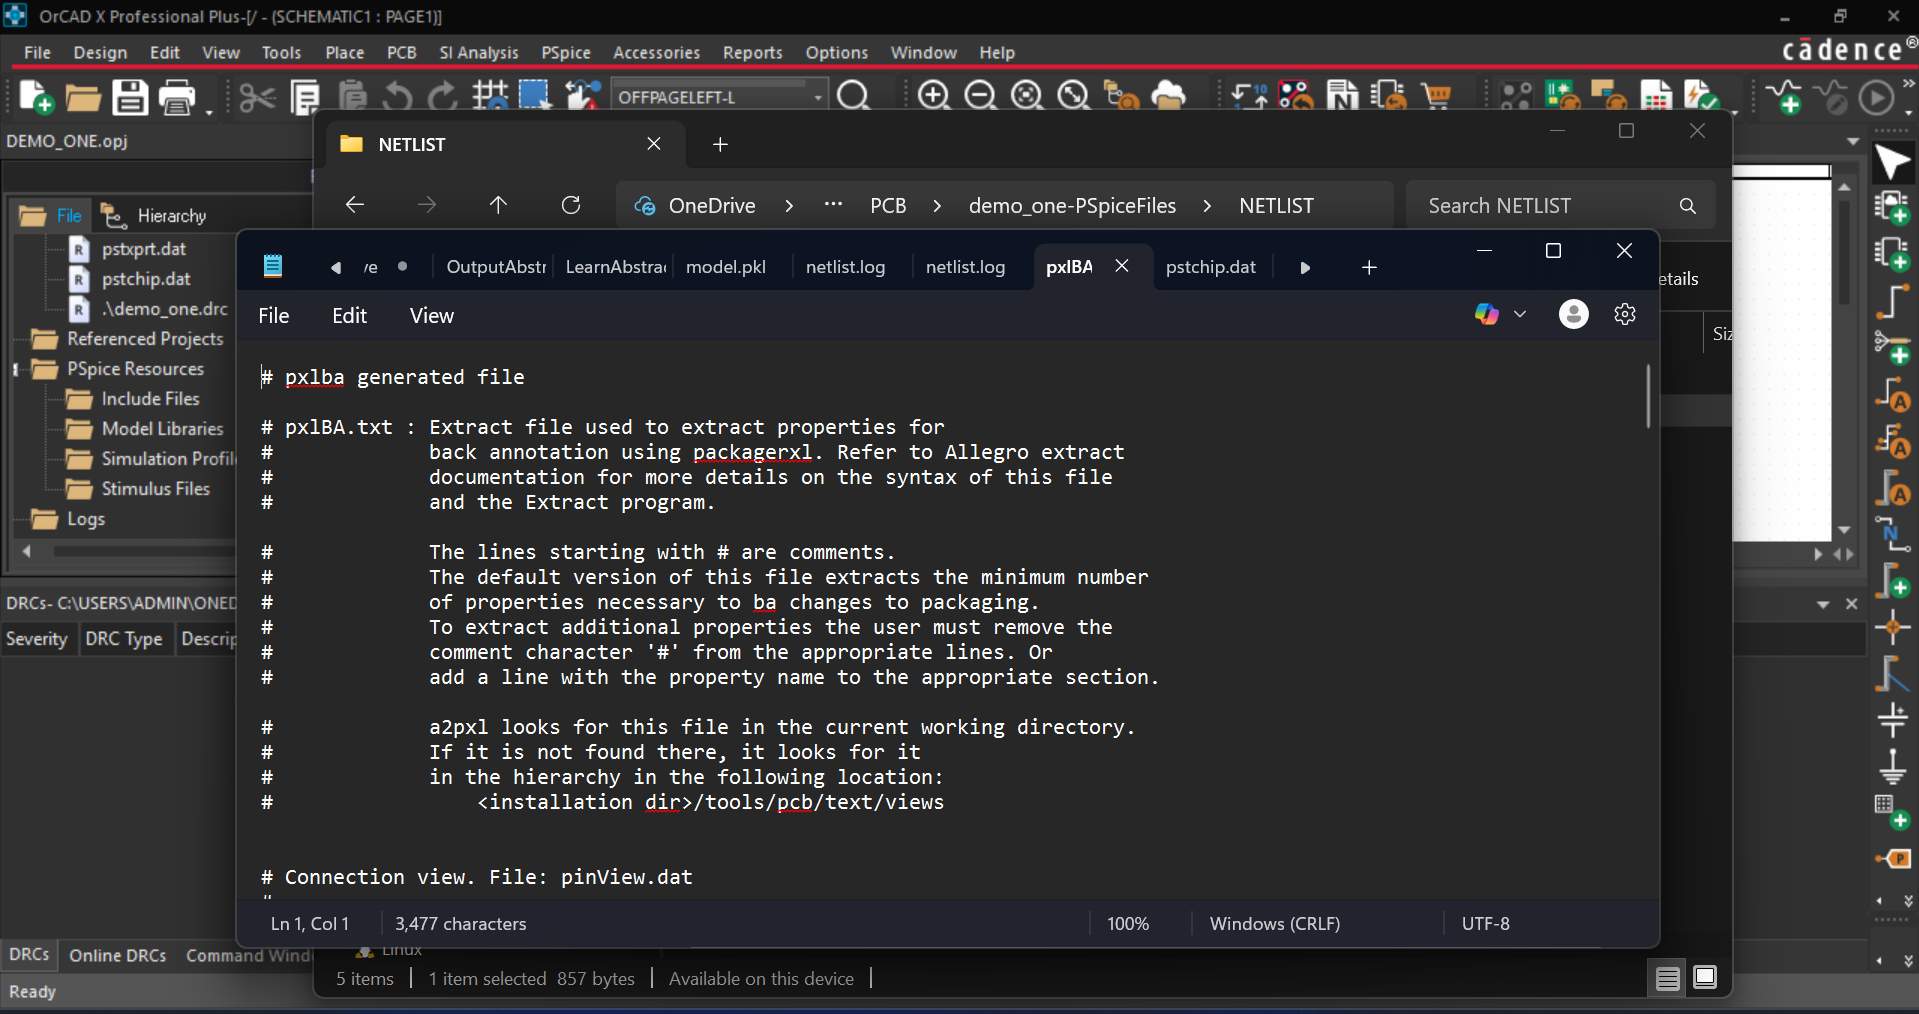 OrCAD X Professional Plus-[/ - (SCHEMATIC1 : PAGE1)]
File Design Edit View Tools Place PCB SI Analysis PSpice Accessories Reports Options Window Help
cādence®
OFFPAGELEFT-L
DEMO_ONE.opj
NETLIST
File Hierarchy
OneDrive > ... PCB > demo_one-PSpiceFiles > NETLIST
Search NETLIST
pstxprt.dat
pstchip.dat
.\demo_one.drc
Referenced Projects
PSpice Resources
Include Files
Model Libraries
Simulation Profil
Stimulus Files
Logs
etails
Siz
ve OutputAbstr LearnAbstra model.pkl netlist.log netlist.log pxlBA pstchip.dat
File Edit View
# pxlba generated file
# pxlBA.txt : Extract file used to extract properties for
# back annotation using packagerxl. Refer to Allegro extract
# documentation for more details on the syntax of this file
# and the Extract program.
# The lines starting with # are comments.
# The default version of this file extracts the minimum number
# of properties necessary to ba changes to packaging.
# To extract additional properties the user must remove the
# comment character '#' from the appropriate lines. Or
# add a line with the property name to the appropriate section.
# a2pxl looks for this file in the current working directory.
# If it is not found there, it looks for it
# in the hierarchy in the following location:
# <installation dir>/tools/pcb/text/views
# Connection view. File: pinView.dat
Ln 1, Col 1 3,477 characters 100% Windows (CRLF) UTF-8
DRCs- C:\USERS\ADMIN\ONED
Severity DRC Type Descrip
DRCs Online DRCs Command Wind
Linux
5 items 1 item selected 857 bytes Available on this device
Ready